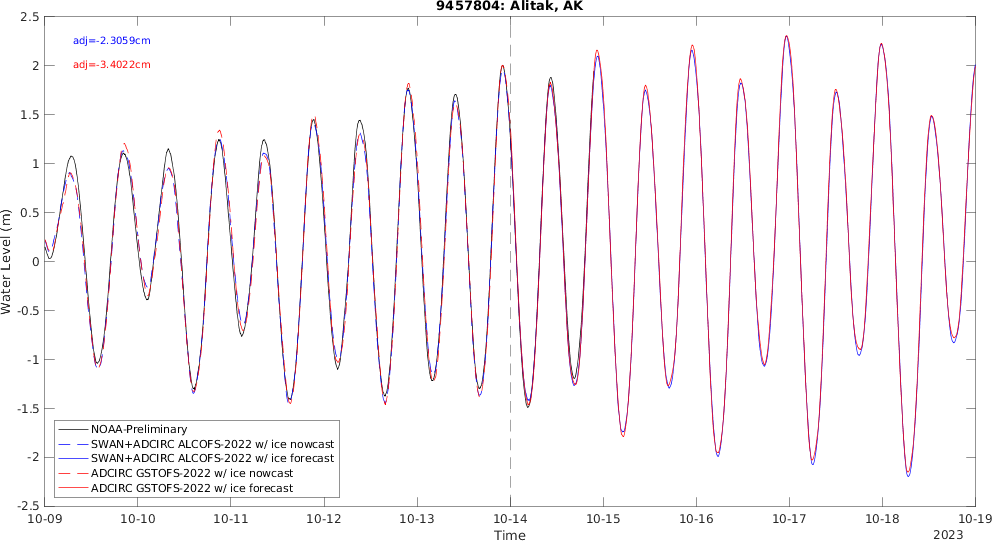 9457804: Alitak, AK
2.5
adj=-2.3059cm
2
adj=-3.4022cm
1.5
1
0.5
0
-0.5
-1
-1.5
-2
-2.5
Water Level (m)
NOAA-Preliminary
SWAN+ADCIRC ALCOFS-2022 w/ ice nowcast
SWAN+ADCIRC ALCOFS-2022 w/ ice forecast
ADCIRC GSTOFS-2022 w/ ice nowcast
ADCIRC GSTOFS-2022 w/ ice forecast
10-09 10-10 10-11 10-12 10-13 10-14 10-15 10-16 10-17 10-18 10-19
Time
2023